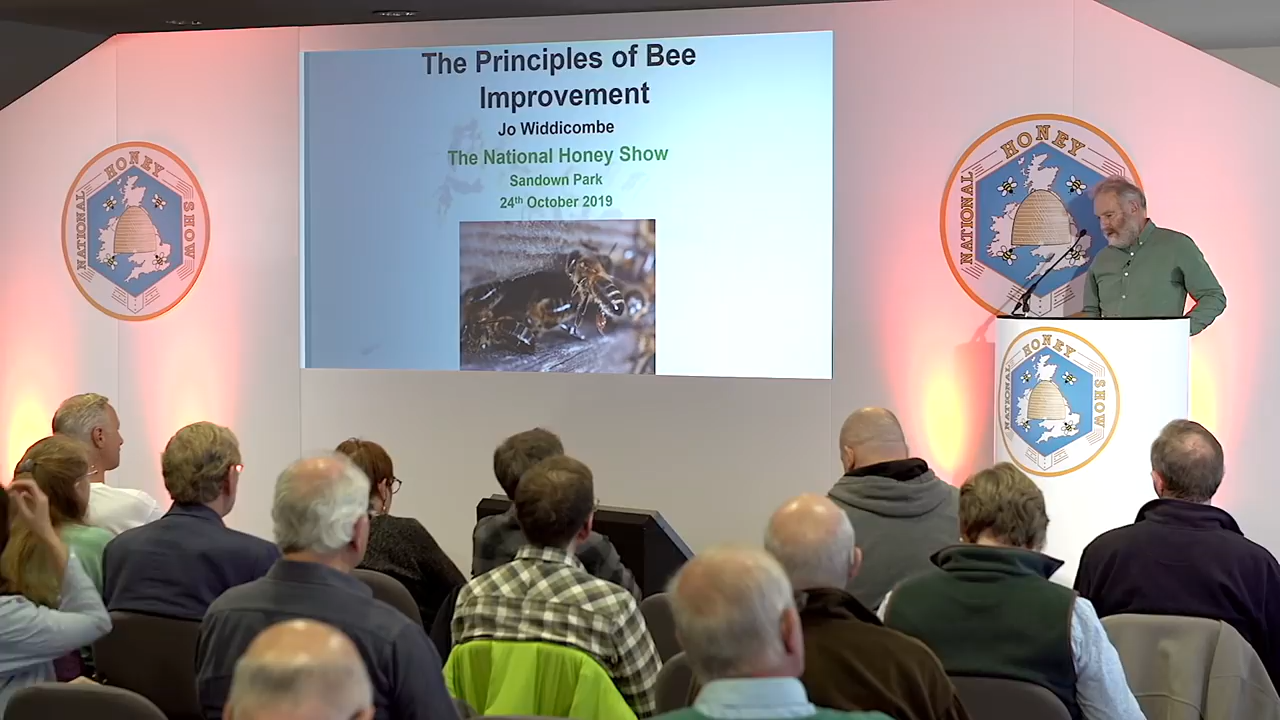 The Principles of Bee
Improvement
Jo Widdicombe
The National Honey Show
Sandown Park
24th October 2019
NATIONAL HONEY SHOW
NATIONAL HONEY
NATIONAL HONEY SHOW